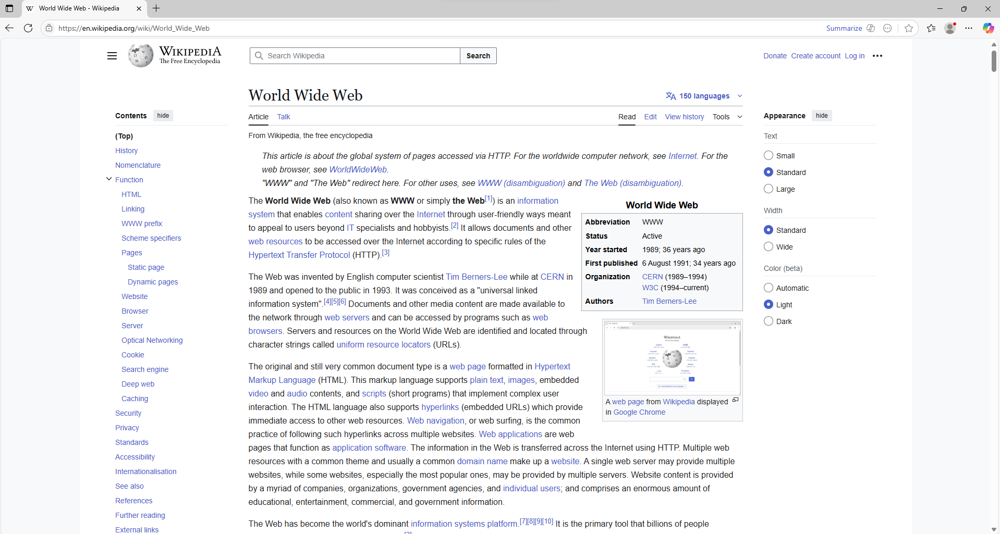 World Wide Web - Wikipedia
https://en.wikipedia.org/wiki/World_Wide_Web
Summarize
WIKIPEDIA
The Free Encyclopedia
Search Wikipedia
Search
Donate Create account Log in
World Wide Web
150 languages
Contents hide
Article Talk
Read Edit View history Tools
From Wikipedia, the free encyclopedia
(Top)
History
Nomenclature
Function
HTML
Linking
WWW prefix
Scheme specifiers
Pages
Static page
Dynamic pages
Website
Browser
Server
Optical Networking
Cookie
Search engine
Deep web
Caching
Security
Privacy
Standards
Accessibility
Internationalisation
See also
References
Further reading
External links
This article is about the global system of pages accessed via HTTP. For the worldwide computer network, see Internet. For the
web browser, see WorldWideWeb.
"WWW" and "The Web" redirect here. For other uses, see WWW (disambiguation) and The Web (disambiguation).
The World Wide Web (also known as WWW or simply the Web[1]) is an information
system that enables content sharing over the Internet through user-friendly ways meant
to appeal to users beyond IT specialists and hobbyists.[2] It allows documents and other
web resources to be accessed over the Internet according to specific rules of the
Hypertext Transfer Protocol (HTTP).[3]
The Web was invented by English computer scientist Tim Berners-Lee while at CERN in
1989 and opened to the public in 1993. It was conceived as a "universal linked
information system".[4][5][6] Documents and other media content are made available to
the network through web servers and can be accessed by programs such as web
browsers. Servers and resources on the World Wide Web are identified and located through
character strings called uniform resource locators (URLs).
The original and still very common document type is a web page formatted in Hypertext
Markup Language (HTML). This markup language supports plain text, images, embedded
video and audio contents, and scripts (short programs) that implement complex user
interaction. The HTML language also supports hyperlinks (embedded URLs) which provide
immediate access to other web resources. Web navigation, or web surfing, is the common
practice of following such hyperlinks across multiple websites. Web applications are web
pages that function as application software. The information in the Web is transferred across the Internet using HTTP. Multiple web
resources with a common theme and usually a common domain name make up a website. A single web server may provide multiple
websites, while some websites, especially the most popular ones, may be provided by multiple servers. Website content is provided
by a myriad of companies, organizations, government agencies, and individual users; and comprises an enormous amount of
educational, entertainment, commercial, and government information.
The Web has become the world's dominant information systems platform.[7][8][9][10] It is the primary tool that billions of people
World Wide Web
Abbreviation WWW
Status Active
Year started 1989; 36 years ago
First published 6 August 1991; 34 years ago
Organization CERN (1989–1994)
W3C (1994–current)
Authors Tim Berners-Lee
WIKIPEDIA
A web page from Wikipedia displayed
in Google Chrome
Appearance hide
Text
Small
Standard
Large
Width
Standard
Wide
Color (beta)
Automatic
Light
Dark